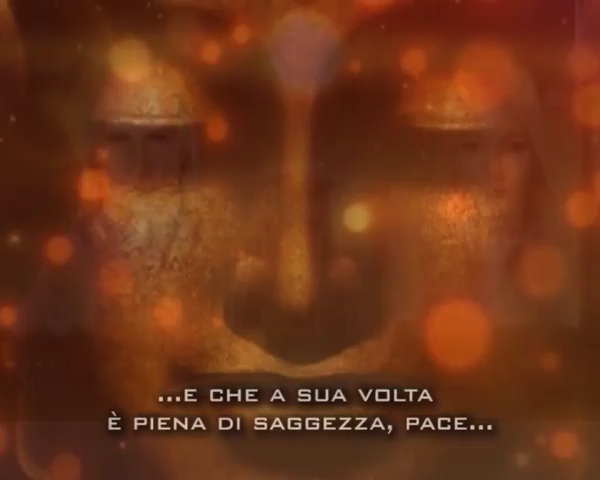 ...E CHE A SUA VOLTA
È PIENA DI SAGGEZZA, PACE...